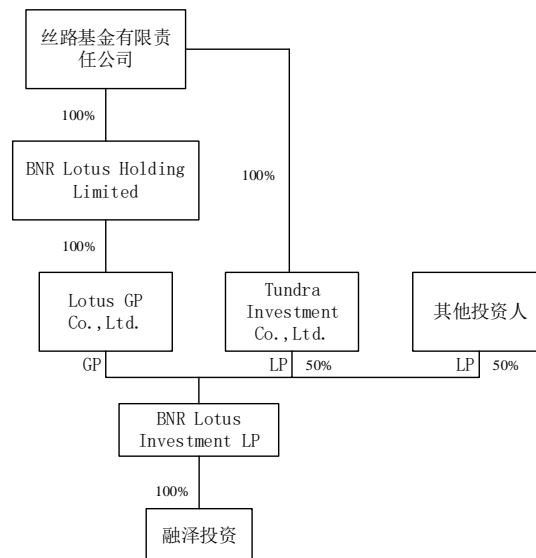 丝路基金有限责
任公司
100%
BNR Lotus Holding
Limited
100%
100%
Lotus GP
Co.,Ltd.
Tundra
Investment
Co.,Ltd.
其他投资人
GP
LP
50%
LP
50%
BNR Lotus
Investment LP
100%
融泽投资